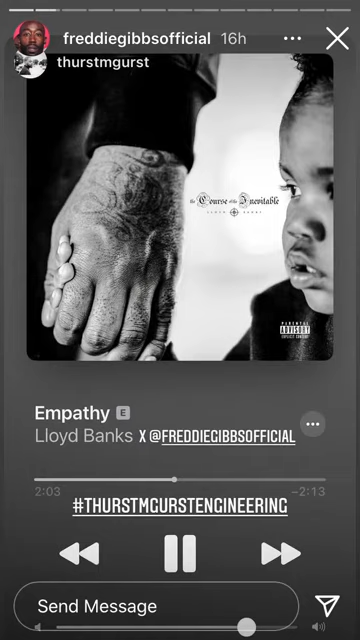 freddiegibbsofficial 16h
thurstmgurst
the Course of the Inevitable
LLOYD BANKS
PARENTAL
ADVISORY
EXPLICIT CONTENT
Empathy E
Lloyd Banks X @FREDDIEGIBBSOFFICIAL
2:03 -2:13
#THURSTMGURSTENGINEERING
Send Message